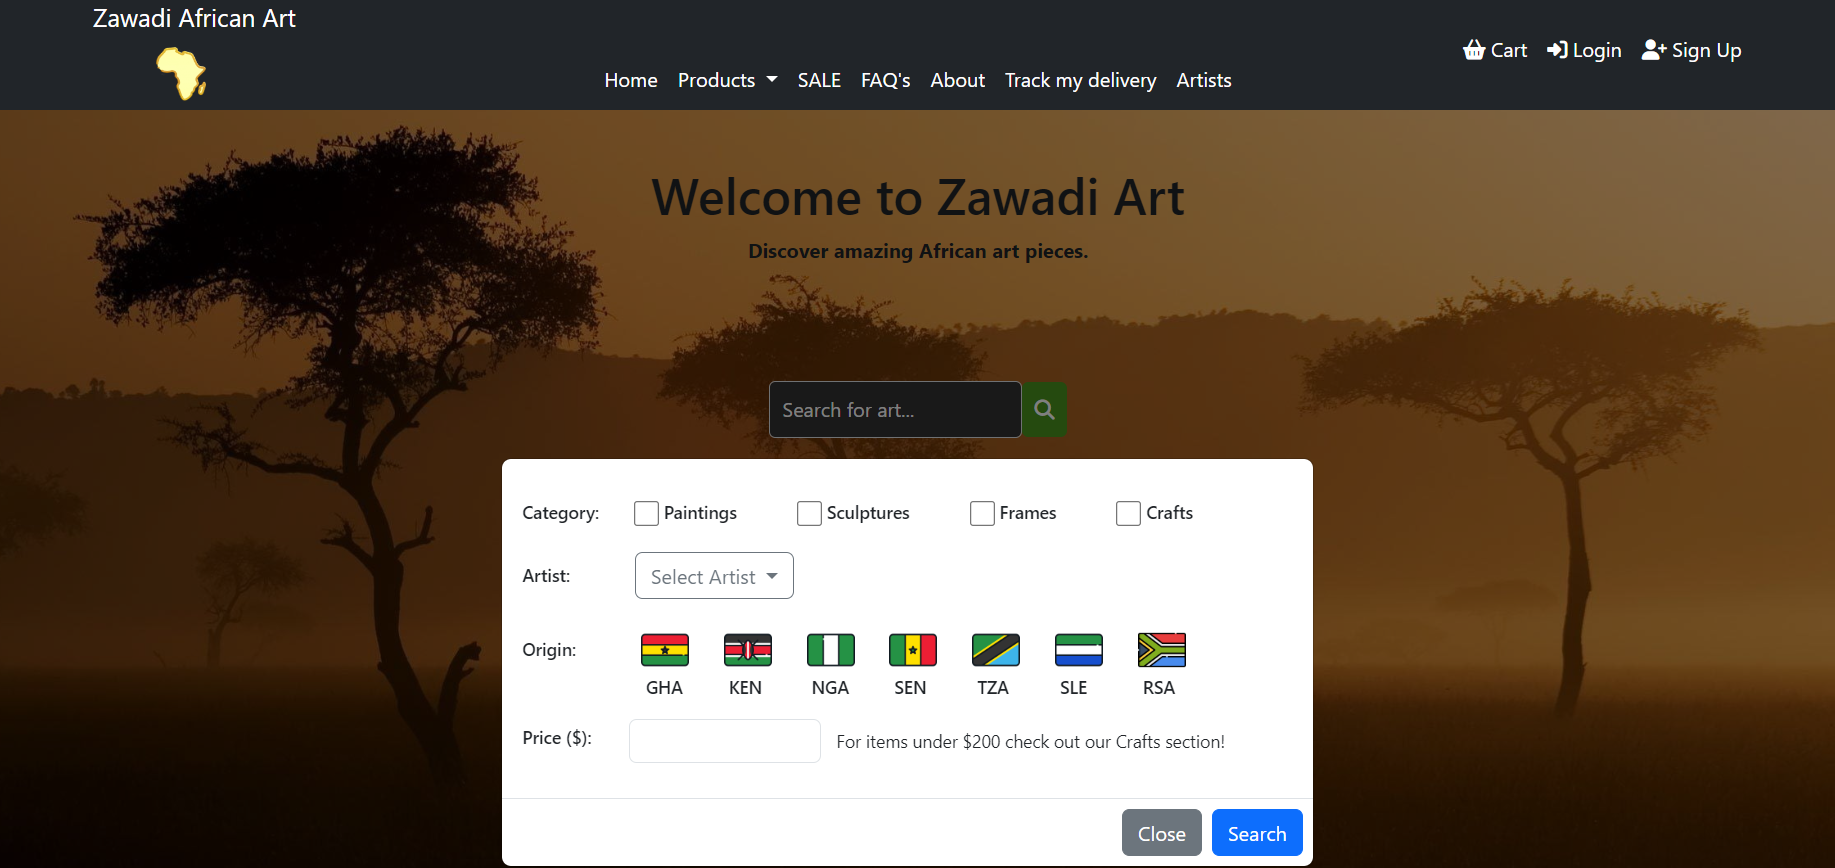 Zawadi African Art
Cart Login Sign Up
Home Products SALE FAQ's About Track my delivery Artists
Welcome to Zawadi Art
Discover amazing African art pieces.
Search for art...
Category: Paintings Sculptures Frames Crafts
Artist: Select Artist
Origin:
GHA KEN NGA SEN TZA SLE RSA
Price ($): For items under $200 check out our Crafts section!
Close Search